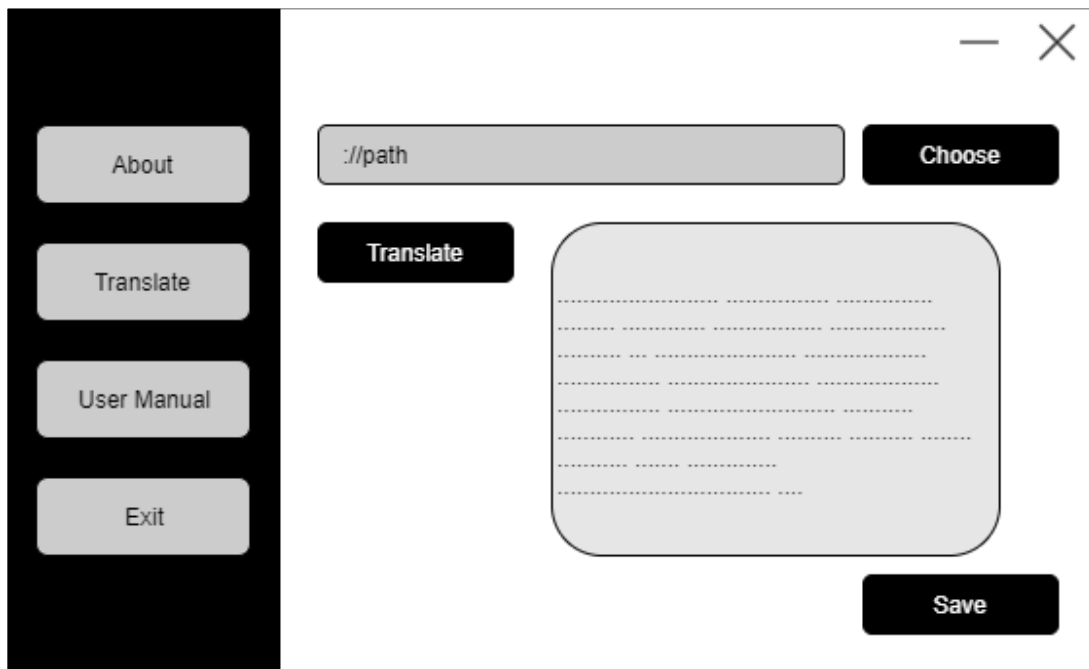 About
Translate
User Manual
Exit
://path
Choose
Translate
Save